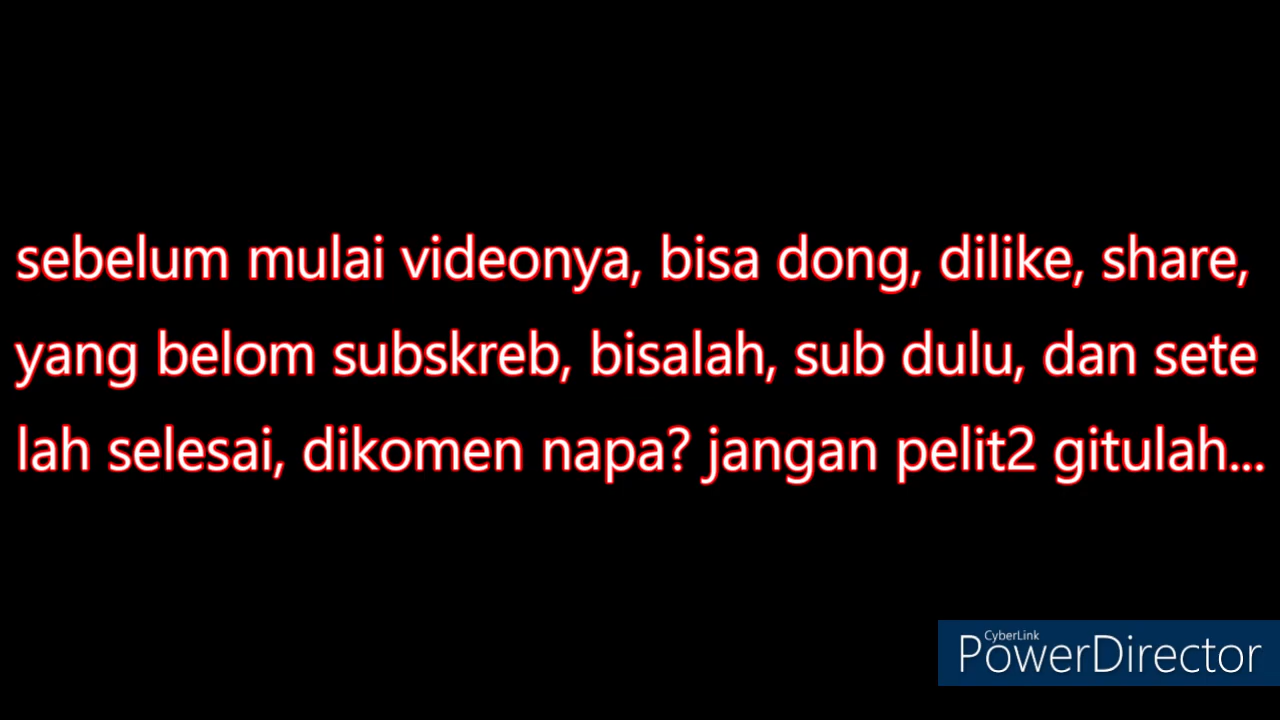 sebelum mulai videonya, bisa dong, dilike, share,
yang belom subskreb, bisalah, sub dulu, dan sete
lah selesai, dikomen napa? jangan pelit2 gitulah...
CyberLink
PowerDirector